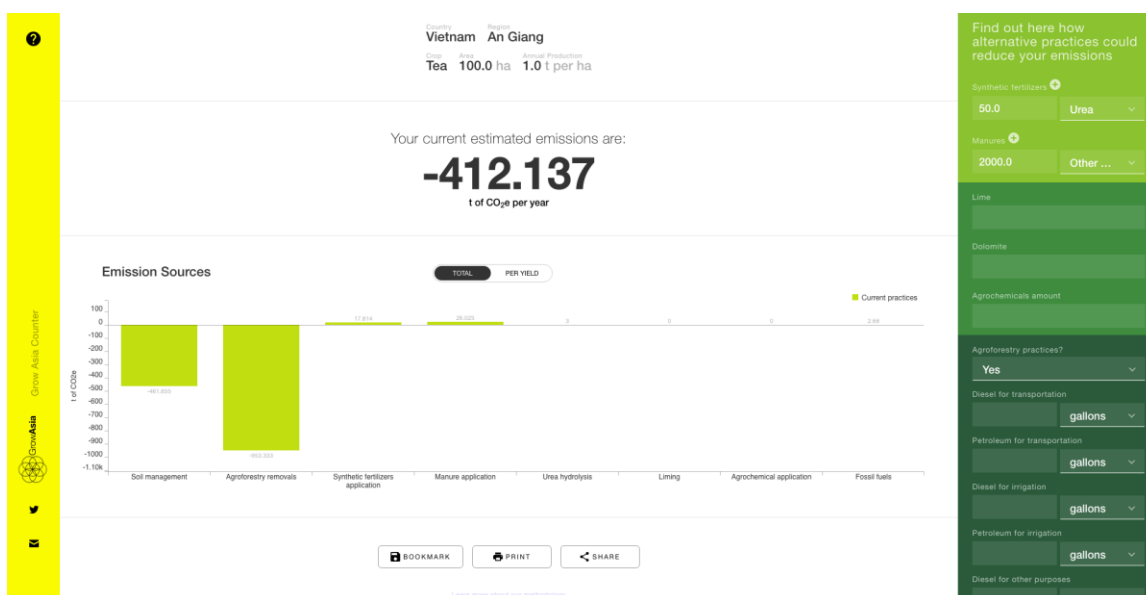 Country Region
Vietnam An Giang
Crop Area Annual Production
Tea 100.0 ha 1.0 t per ha
Your current estimated emissions are:
-412.137
t of CO₂e per year
Emission Sources
TOTAL PER YIELD
Current practices
t of CO2e
100
0
-100
-200
-300
-400
-500
-600
-700
-800
-900
-1000
-1.10k
17.814
0
0
2.66
Soil management
Agroforestry removals
Synthetic fertilizers
application
Manure application
Urea hydrolysis
Liming
Agrochemical application
Fossil fuels
BOOKMARK
PRINT
SHARE
Grow Asia Counter
GrowAsia
Find out here how
alternative practices could
reduce your emissions
Synthetic fertilizers
50.0 Urea
Manures
2000.0 Other ...
Lime
Dolomite
Agrochemicals amount
Agroforestry practices?
Yes
Diesel for transportation
gallons
Petroleum for transportation
gallons
Diesel for irrigation
gallons
Petroleum for irrigation
gallons
Diesel for other purposes